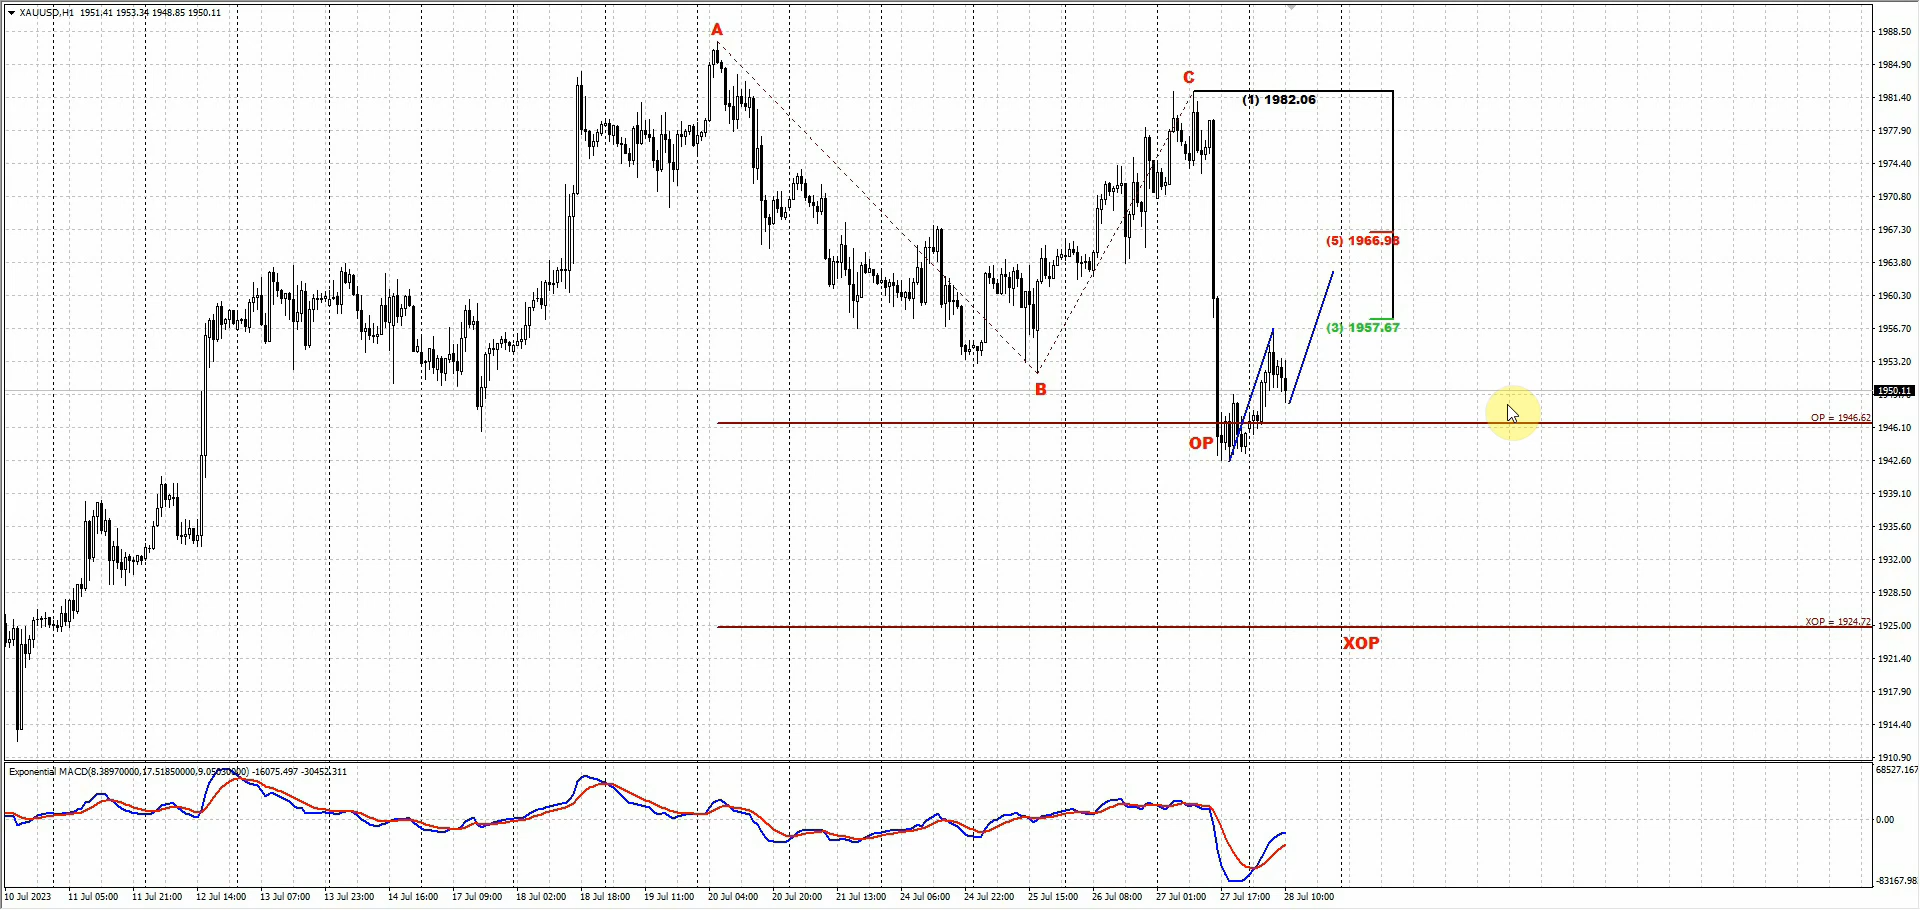 XAUUSD,H1 1951.41 1953.34 1948.85 1950.11
A
C
(1) 1982.06
(5) 1966.98
(3) 1957.67
B
OP
OP = 1946.62
XOP = 1924.72
XOP
1988.50
1984.90
1981.40
1977.90
1974.40
1970.80
1967.30
1963.80
1960.30
1956.70
1953.20
1950.11
1946.10
1942.60
1939.10
1935.60
1932.00
1928.50
1925.00
1921.40
1917.90
1914.40
1910.90
Exponential MACD(8.38970000,17.51850000,9.05030000) -16075.497 -30452.311
68527.167
0.00
-83167.98
10 Jul 2023 11 Jul 05:00 11 Jul 21:00 12 Jul 14:00 13 Jul 07:00 13 Jul 23:00 14 Jul 16:00 17 Jul 09:00 18 Jul 02:00 18 Jul 18:00 19 Jul 11:00 20 Jul 04:00 20 Jul 20:00 21 Jul 13:00 24 Jul 06:00 24 Jul 22:00 25 Jul 15:00 26 Jul 08:00 27 Jul 01:00 27 Jul 17:00 28 Jul 10:00